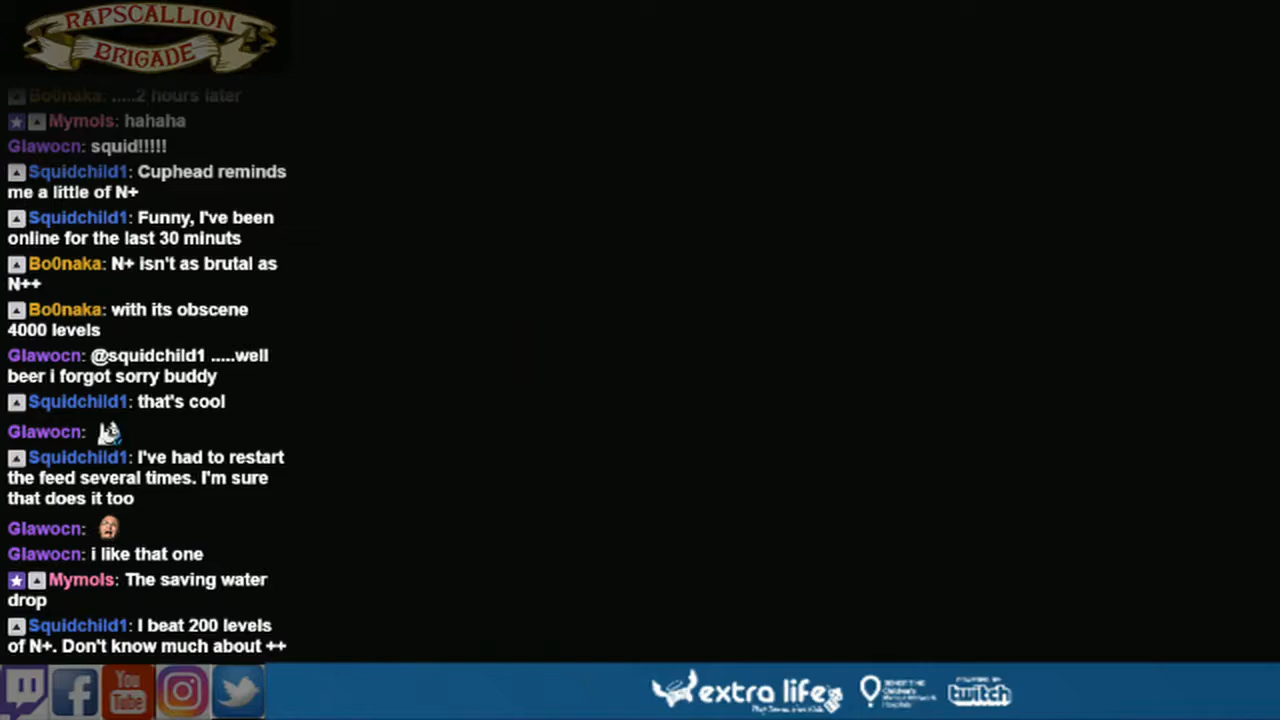 RAPSCALLION
BRIGADE
Bo0naka: .....2 hours later
Mymols: hahaha
Glawocn: squid!!!!!
Squidchild1: Cuphead reminds
me a little of N+
Squidchild1: Funny, I've been
online for the last 30 minuts
Bo0naka: N+ isn't as brutal as
N++
Bo0naka: with its obscene
4000 levels
Glawocn: @squidchild1 .....well
beer i forgot sorry buddy
Squidchild1: that's cool
Glawocn:
Squidchild1: I've had to restart
the feed several times. I'm sure
that does it too
Glawocn:
Glawocn: i like that one
Mymols: The saving water
drop
Squidchild1: I beat 200 levels
of N+. Don't know much about ++
You
Tube
extra life
twitch